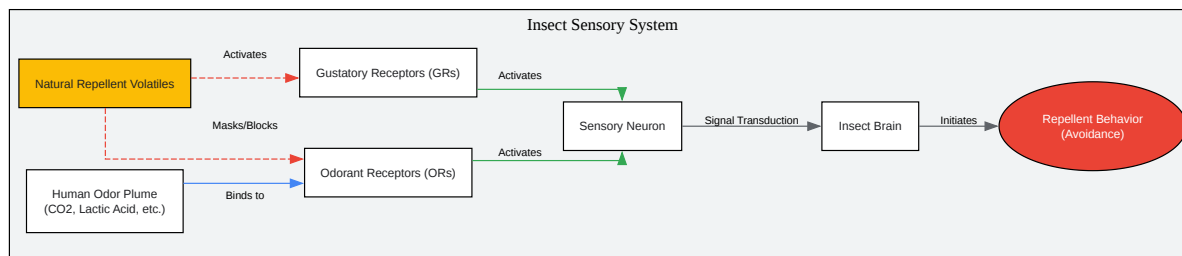 Insect Sensory System
Activates
Gustatory Receptors (GRs)
Activates
Natural Repellent Volatiles
Masks/Blocks
Sensory Neuron
Signal Transduction
Insect Brain
Initiates
Repellent Behavior
(Avoidance)
Activates
Odorant Receptors (ORs)
Human Odor Plume
(CO2, Lactic Acid, etc.)
Binds to